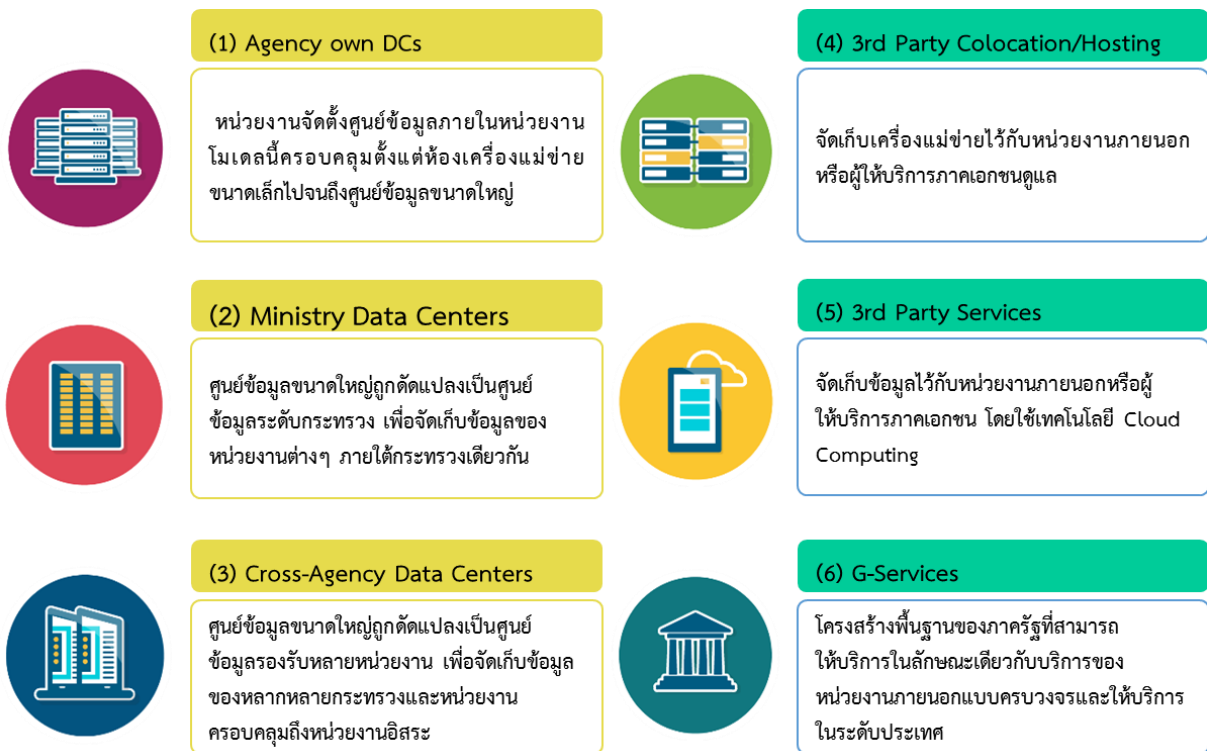 (1) Agency own DCs
หน่วยงานจัดตั้งศูนย์ข้อมูลภายในหน่วยงาน
โมเดลนี้ครอบคลุมตั้งแต่ห้องเครื่องแม่ข่าย
ขนาดเล็กไปจนถึงศูนย์ข้อมูลขนาดใหญ่
(2) Ministry Data Centers
ศูนย์ข้อมูลขนาดใหญ่ถูกดัดแปลงเป็นศูนย์
ข้อมูลระดับกระทรวง เพื่อจัดเก็บข้อมูลของ
หน่วยงานต่างๆ ภายใต้กระทรวงเดียวกัน
(3) Cross-Agency Data Centers
ศูนย์ข้อมูลขนาดใหญ่ถูกดัดแปลงเป็นศูนย์
ข้อมูลรองรับหลายหน่วยงาน เพื่อจัดเก็บข้อมูล
ของหลากหลายกระทรวงและหน่วยงาน
ครอบคลุมถึงหน่วยงานอิสระ
(4) 3rd Party Colocation/Hosting
จัดเก็บเครื่องแม่ข่ายไว้กับหน่วยงานภายนอก
หรือผู้ให้บริการภาคเอกชนดูแล
(5) 3rd Party Services
จัดเก็บข้อมูลไว้กับหน่วยงานภายนอกหรือผู้
ให้บริการภาคเอกชน โดยใช้เทคโนโลยี Cloud
Computing
(6) G-Services
โครงสร้างพื้นฐานของภาครัฐที่สามารถ
ให้บริการในลักษณะเดียวกับบริการของ
หน่วยงานภายนอกแบบครบวงจรและให้บริการ
ในระดับประเทศ